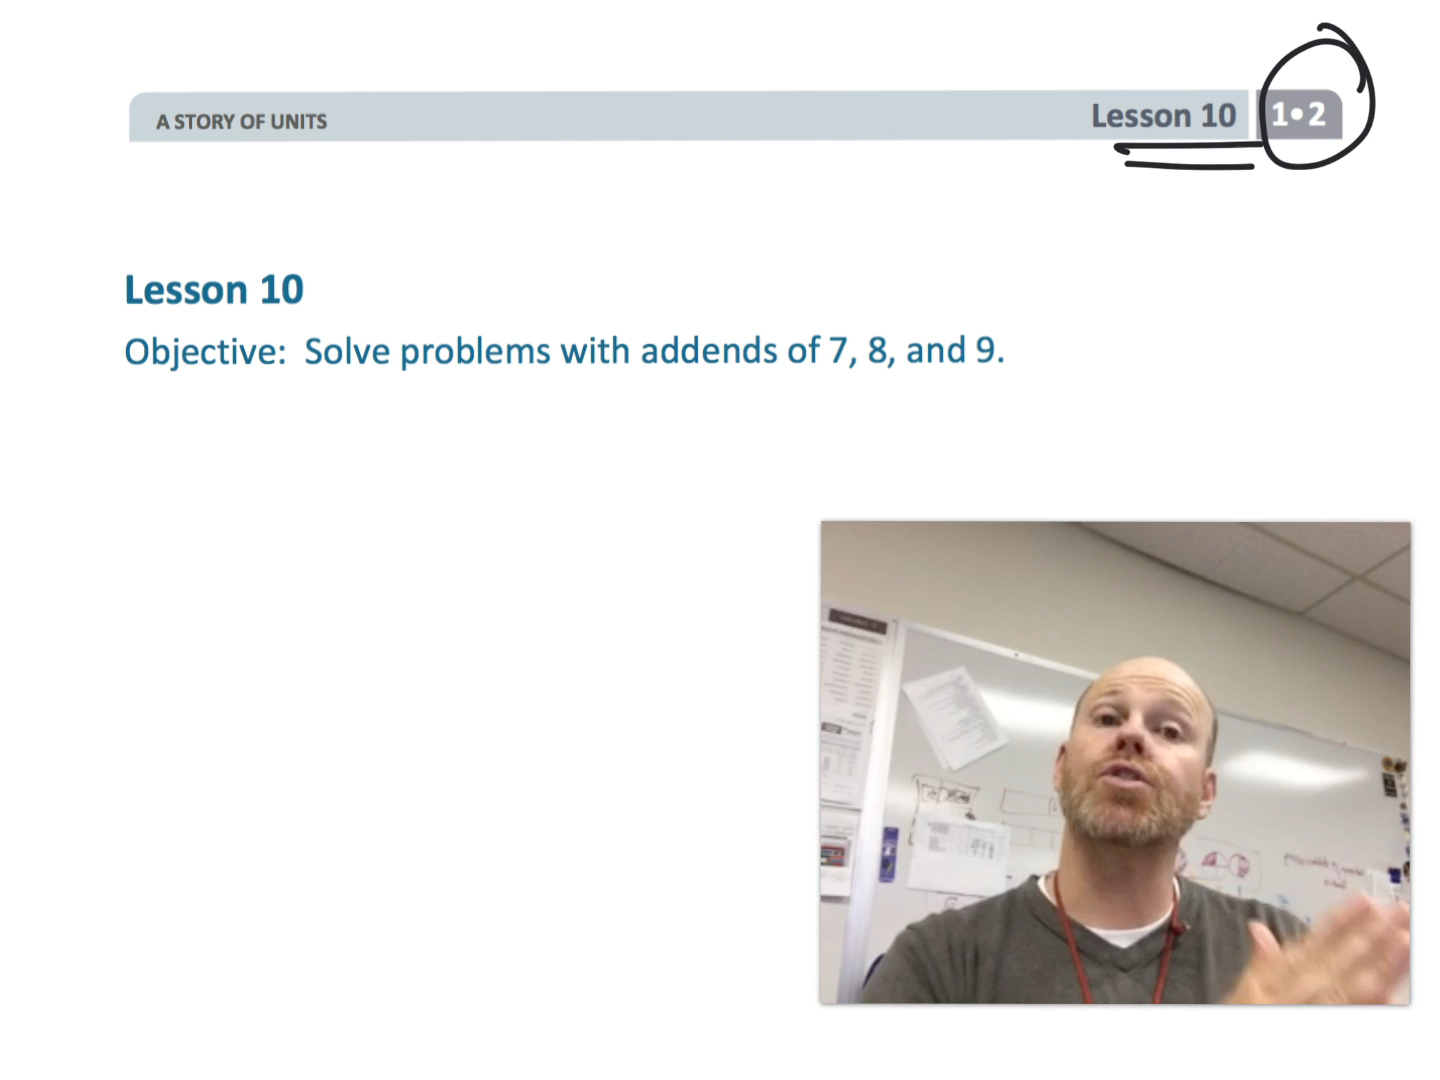 A STORY OF UNITS
Lesson 10 1•2
Lesson 10
Objective: Solve problems with addends of 7, 8, and 9.